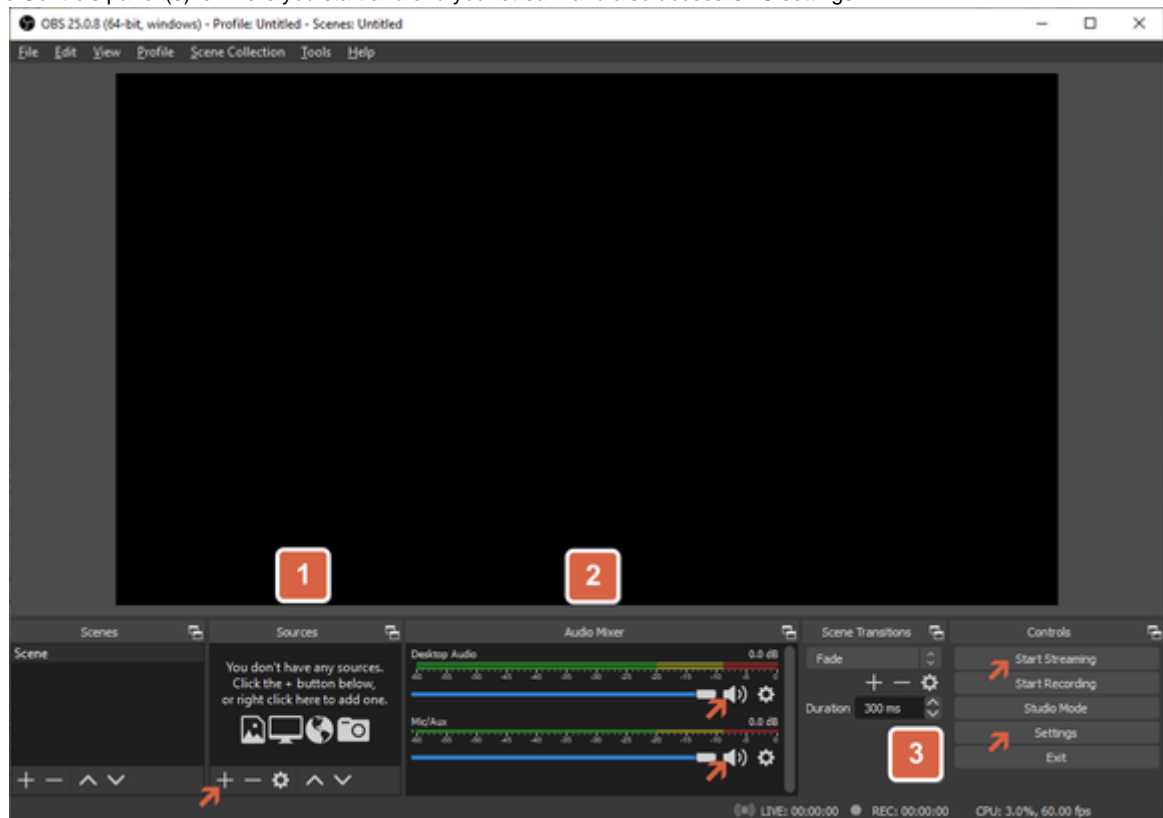 OBS 25.0.8 (64-bit, windows) - Profile: Untitled - Scenes: Untitled
File Edit View Profile Scene Collection Tools Help
1
2
Scenes
Sources
Audio Mixer
Scene Transitions
Controls
Scene
You don't have any sources.
Click the + button below,
or right click here to add one.
Desktop Audio 0.0 dB
Mic/Aux 0.0 dB
Fade
Duration 300 ms
3
Start Streaming
Start Recording
Studio Mode
Settings
Exit
LIVE: 00:00:00 REC: 00:00:00 CPU: 3.0%, 60.00 fps